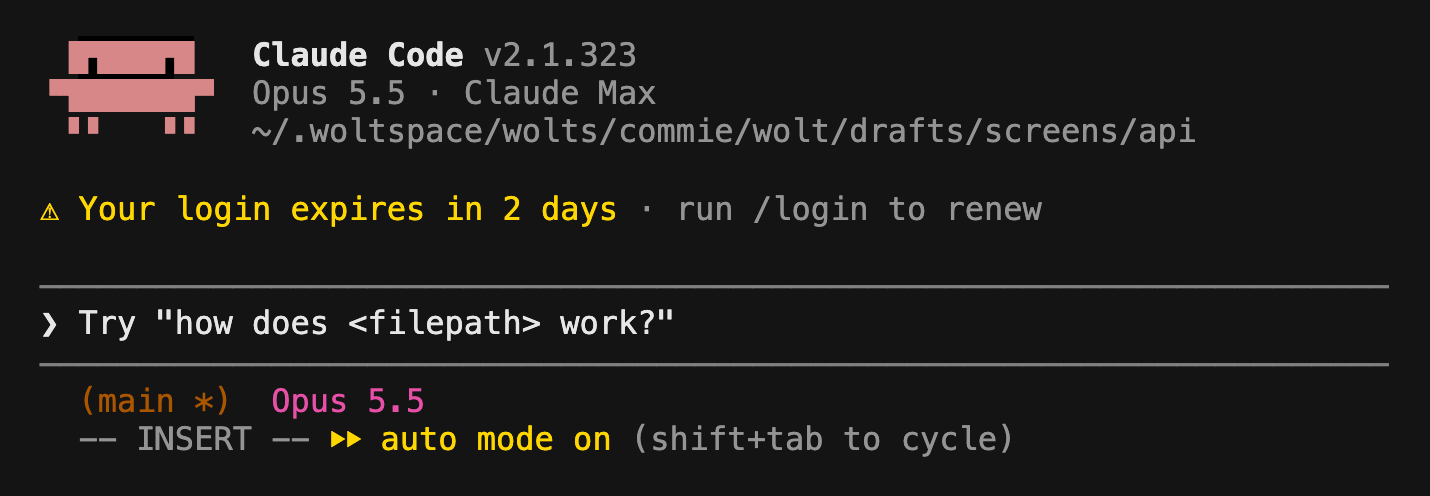 Claude Code v2.1.323
Opus 5.5 · Claude Max
~/.woltspace/wolts/commie/wolt/drafts/screens/api
⚠ Your login expires in 2 days · run /login to renew
❯ Try "how does <filepath> work?"
(main *) Opus 5.5
-- INSERT -- ⏵⏵ auto mode on (shift+tab to cycle)